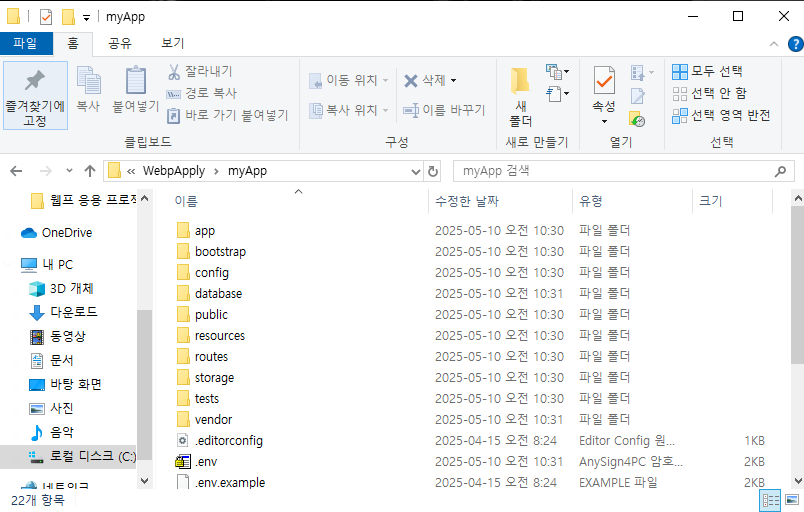 myApp
파일 홈 공유 보기
즐겨찾기에 고정
복사
붙여넣기
잘라내기
경로 복사
바로 가기 붙여넣기
클립보드
이동 위치
복사 위치
삭제
이름 바꾸기
구성
새 폴더
새로 만들기
속성
열기
모두 선택
선택 안 함
선택 영역 반전
선택
« WebpApply > myApp
myApp 검색
웹프 응용 프로젝
OneDrive
내 PC
3D 개체
다운로드
동영상
문서
바탕 화면
사진
음악
로컬 디스크 (C:)
네트워크
이름 수정한 날짜 유형 크기
app 2025-05-10 오전 10:30 파일 폴더
bootstrap 2025-05-10 오전 10:30 파일 폴더
config 2025-05-10 오전 10:30 파일 폴더
database 2025-05-10 오전 10:31 파일 폴더
public 2025-05-10 오전 10:30 파일 폴더
resources 2025-05-10 오전 10:30 파일 폴더
routes 2025-05-10 오전 10:30 파일 폴더
storage 2025-05-10 오전 10:30 파일 폴더
tests 2025-05-10 오전 10:30 파일 폴더
vendor 2025-05-10 오전 10:31 파일 폴더
.editorconfig 2025-04-15 오전 8:24 Editor Config 원... 1KB
.env 2025-05-10 오전 10:31 AnySign4PC 암호... 2KB
.env.example 2025-04-15 오전 8:24 EXAMPLE 파일 2KB
22개 항목